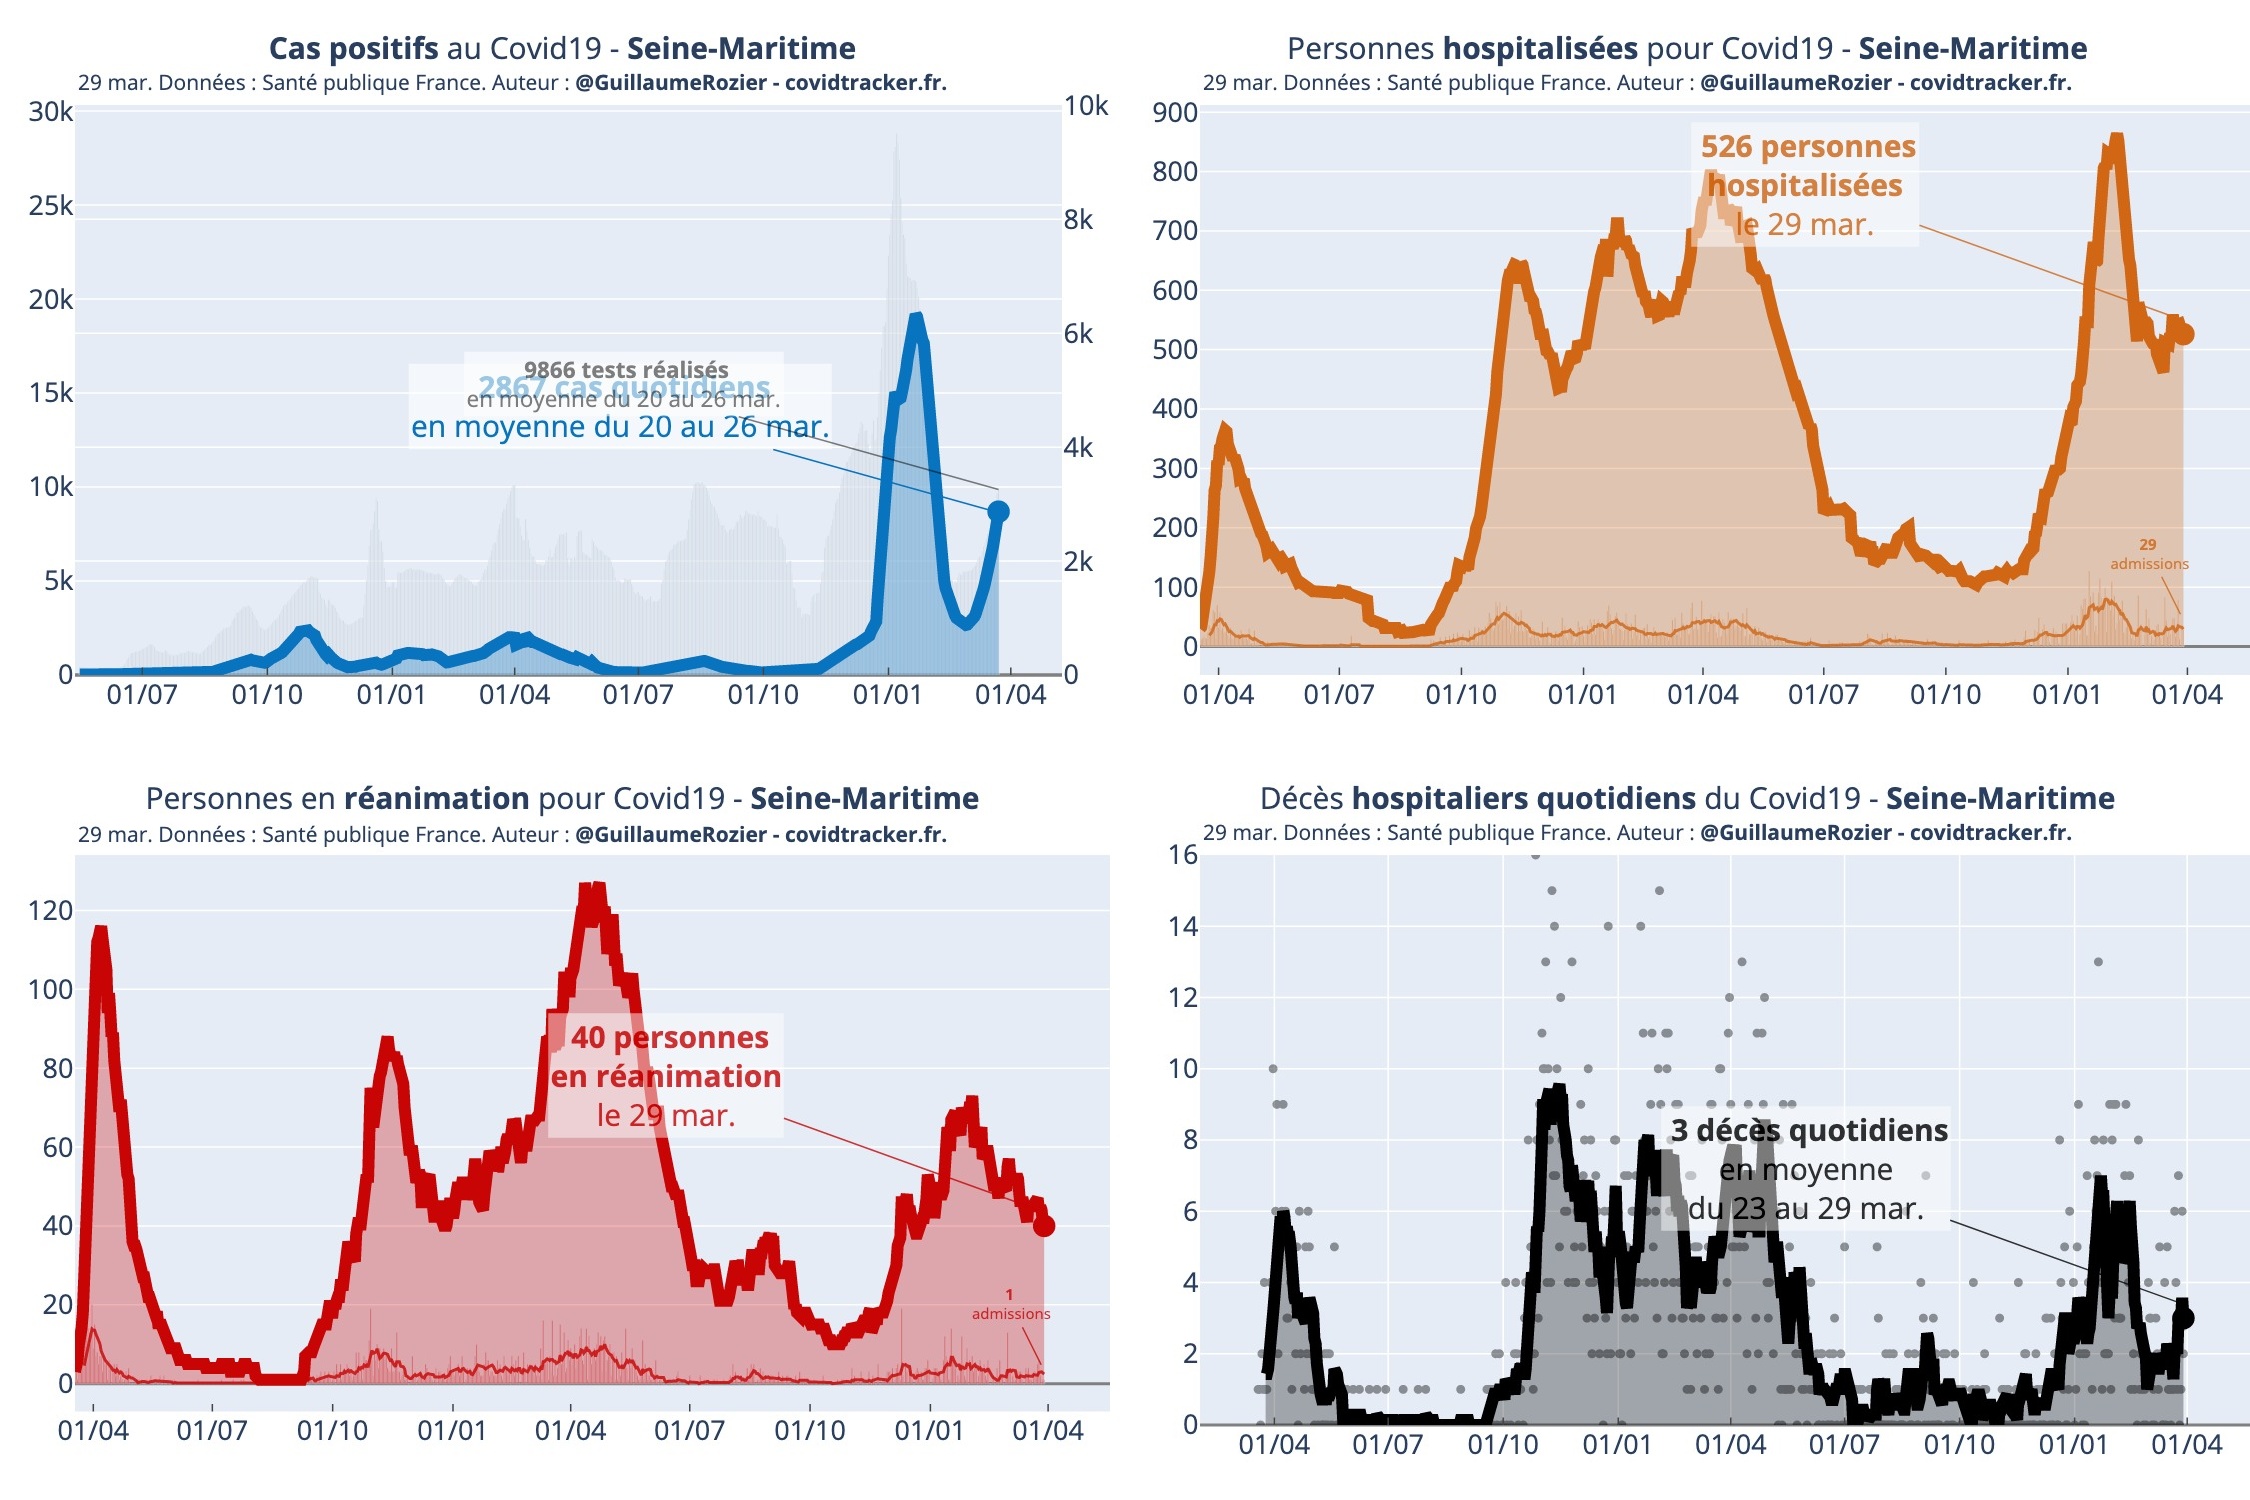 Cas positifs au Covid19 - Seine-Maritime
29 mar. Données : Santé publique France. Auteur : @GuillaumeRozier - covidtracker.fr.
30k
25k
20k
15k
10k
5k
0
10k
8k
6k
4k
2k
0
9866 tests réalisés
2867 cas quotidiens
en moyenne du 20 au 26 mar.
en moyenne du 20 au 26 mar.
01/07 01/10 01/01 01/04 01/07 01/10 01/01 01/04
Personnes hospitalisées pour Covid19 - Seine-Maritime
29 mar. Données : Santé publique France. Auteur : @GuillaumeRozier - covidtracker.fr.
900
800
700
600
500
400
300
200
100
0
526 personnes
hospitalisées
le 29 mar.
29
admissions
01/04 01/07 01/10 01/01 01/04 01/07 01/10 01/01 01/04
Personnes en réanimation pour Covid19 - Seine-Maritime
29 mar. Données : Santé publique France. Auteur : @GuillaumeRozier - covidtracker.fr.
120
100
80
60
40
20
0
40 personnes
en réanimation
le 29 mar.
1
admissions
01/04 01/07 01/10 01/01 01/04 01/07 01/10 01/01 01/04
Décès hospitaliers quotidiens du Covid19 - Seine-Maritime
29 mar. Données : Santé publique France. Auteur : @GuillaumeRozier - covidtracker.fr.
16
14
12
10
8
6
4
2
0
3 décès quotidiens
en moyenne
du 23 au 29 mar.
01/04 01/07 01/10 01/01 01/04 01/07 01/10 01/01 01/04